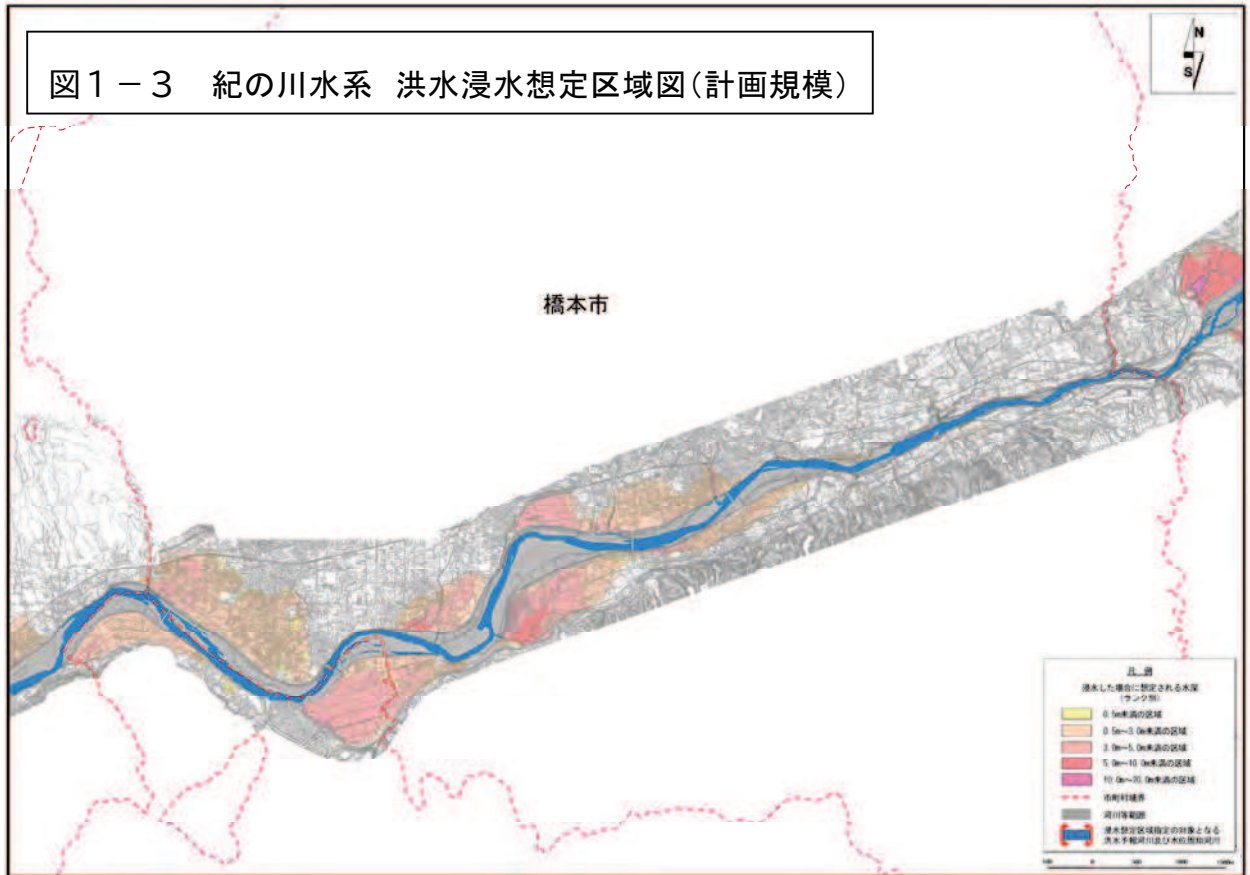 図1-3 紀の川水系 洪水浸水想定区域図(計画規模)
N
S
橋本市
凡例
浸水した場合に想定される水深
(ランク別)
0.5m未満の区域
0.5m~3.0m未満の区域
3.0m~5.0m未満の区域
5.0m~10.0m未満の区域
10.0m~20.0m未満の区域
市町村境界
河川等範囲
浸水想定区域指定の対象となる
洪水予報河川及び水位周知河川
500 0 500 1000 1500m